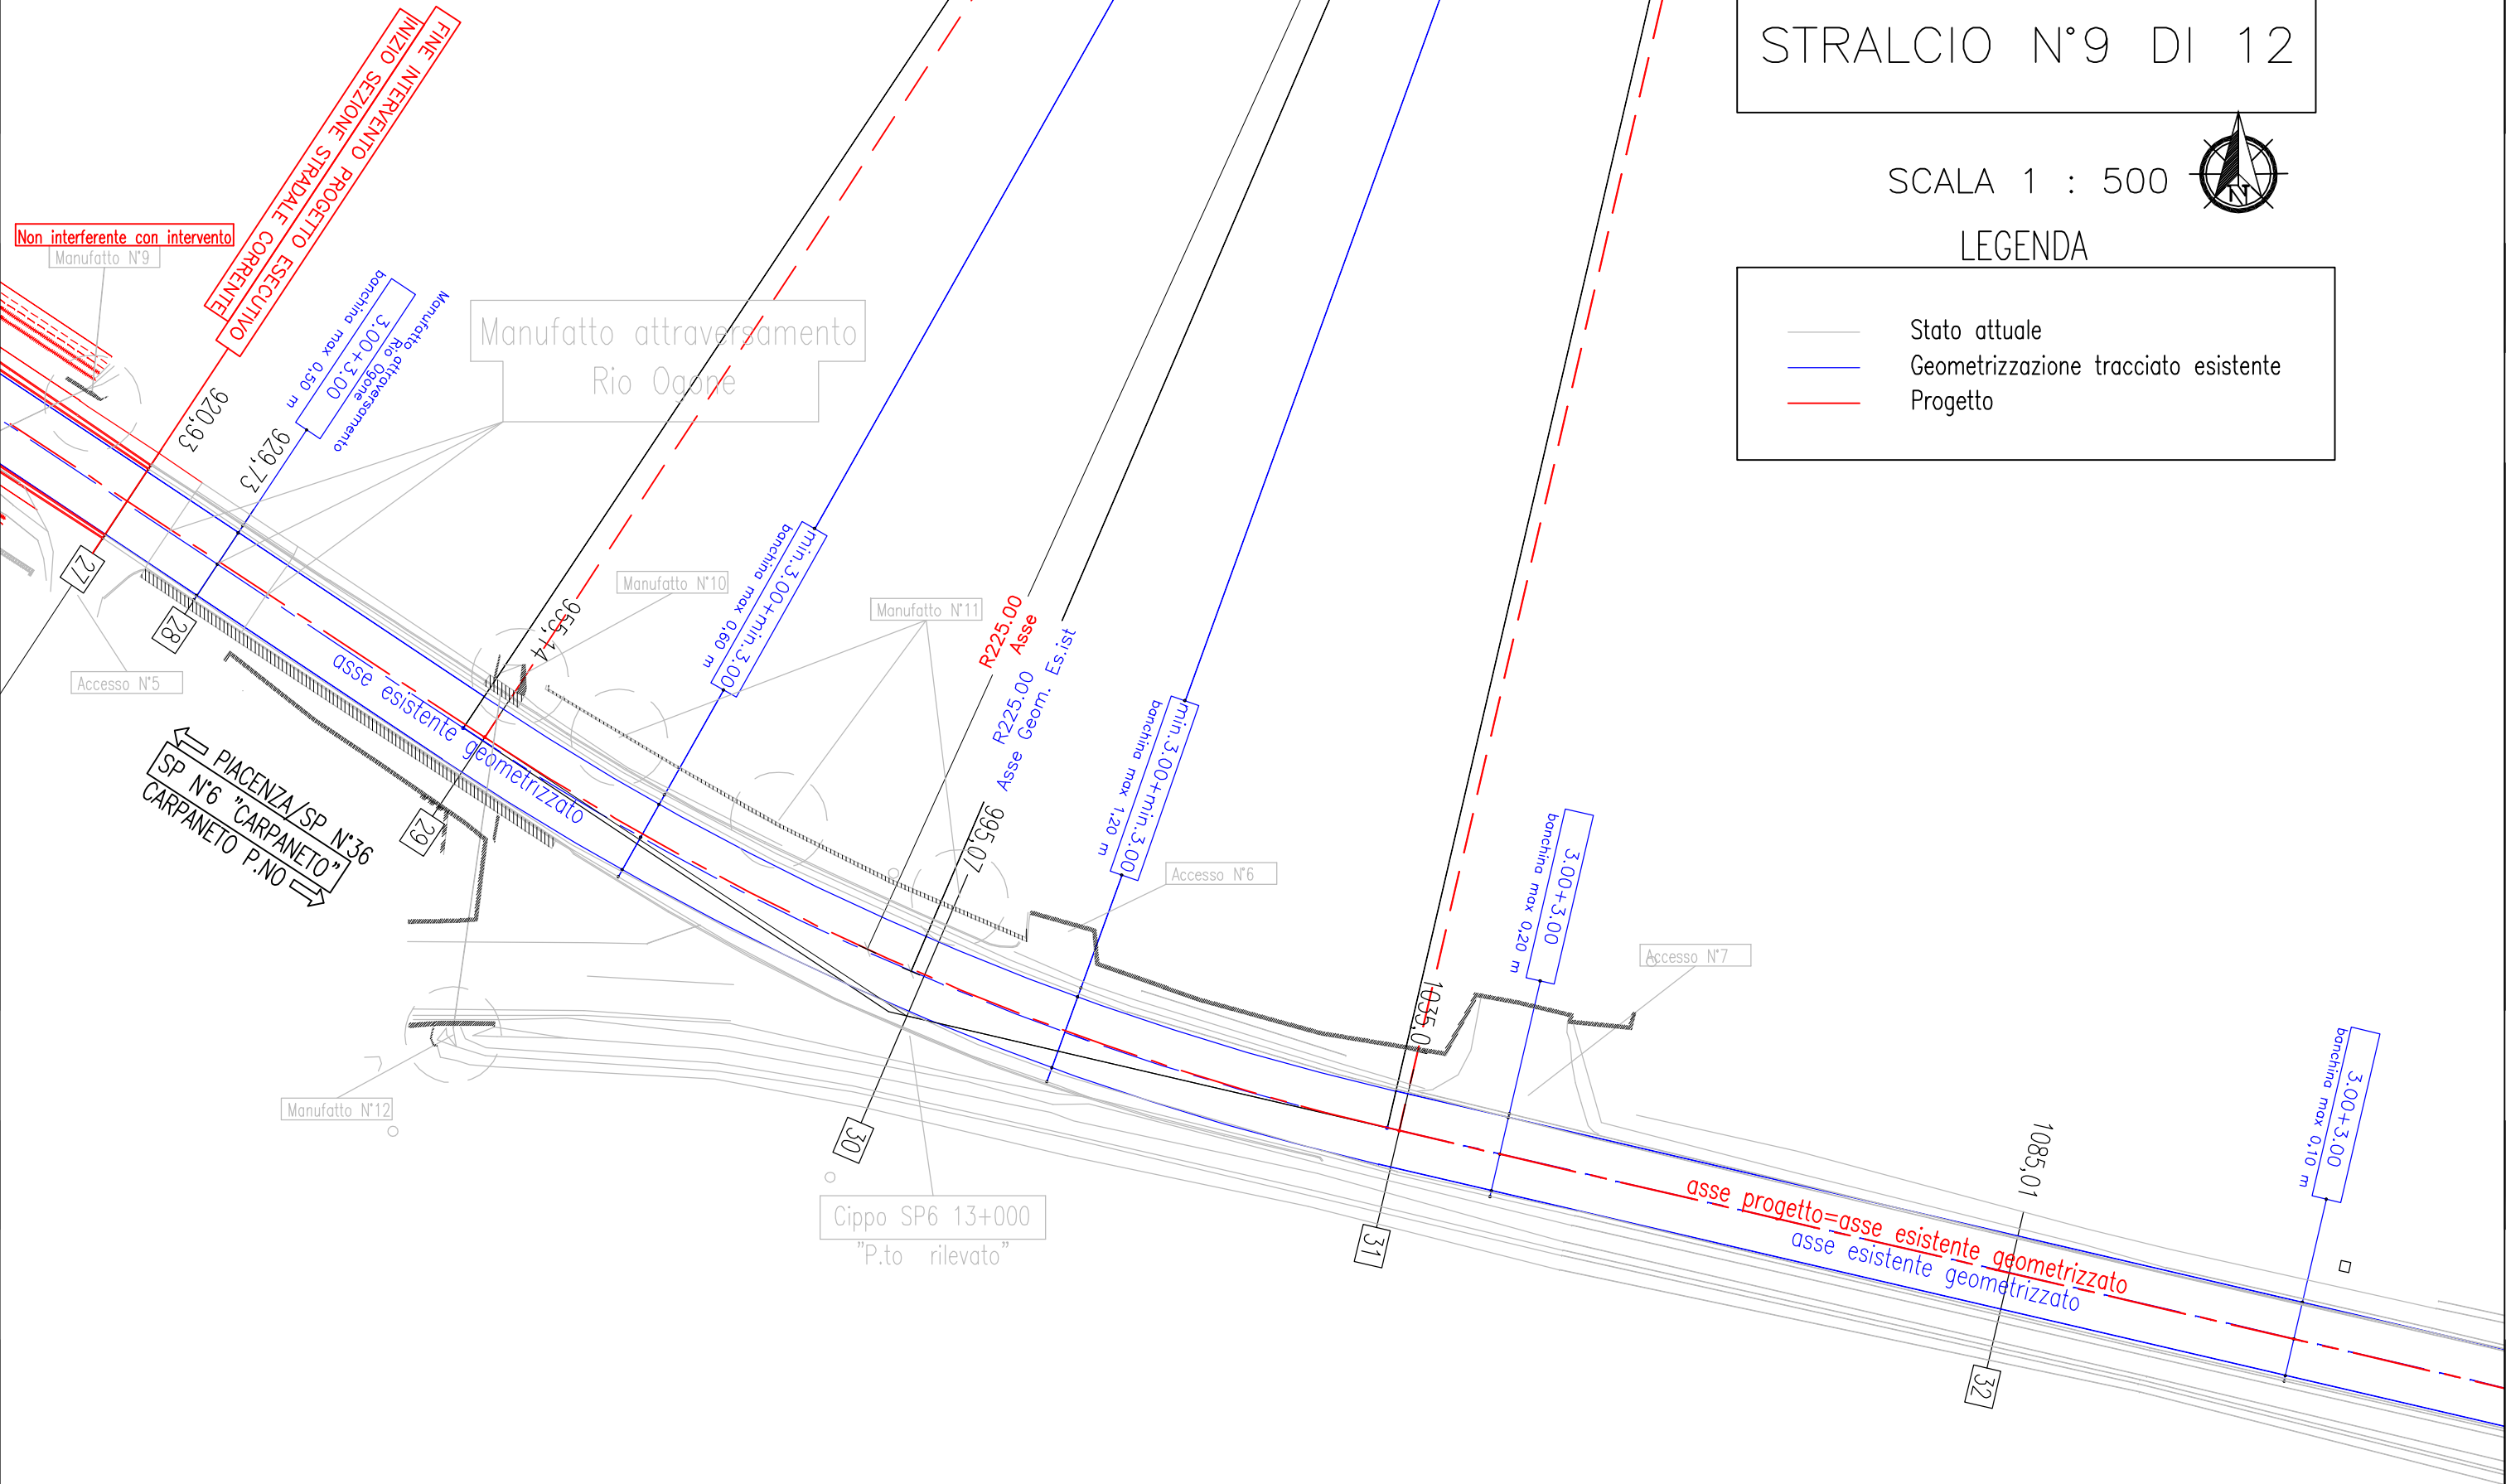 STRALCIO N°9 DI 12
SCALA 1 : 500
N
LEGENDA
Stato attuale
Geometrizzazione tracciato esistente
Progetto
FINE INTERVENTO PROGETTO ESECUTIVO
INIZIO SEZIONE STRADALE CORRENTE
Non interferente con intervento
Manufatto N°9
920,93
929,73
banchina max 0,50 m
3.00+3.00
Manufatto attraversamento
Rio Ogone
Manufatto attraversamento
Rio Ogone
27
28
Accesso N°5
PIACENZA/SP N°36
SP N°6 "CARPANETO"
CARPANETO P.NO
asse esistente geometrizzato
955,14
Manufatto N°10
29
banchina max 0,60 m
min.3.00+min.3.00
Manufatto N°11
R225.00
Asse
R225.00
Asse Geom. Es.ist
995,07
30
banchina max 1,20 m
min.3.00+min.3.00
Accesso N°6
Manufatto N°12
Cippo SP6 13+000
"P.to rilevato"
1035,0
31
banchina max 0,20 m
3.00+3.00
Accesso N°7
1085,01
32
asse progetto=asse esistente geometrizzato
asse esistente geometrizzato
banchina max 0,10 m
3.00+3.00